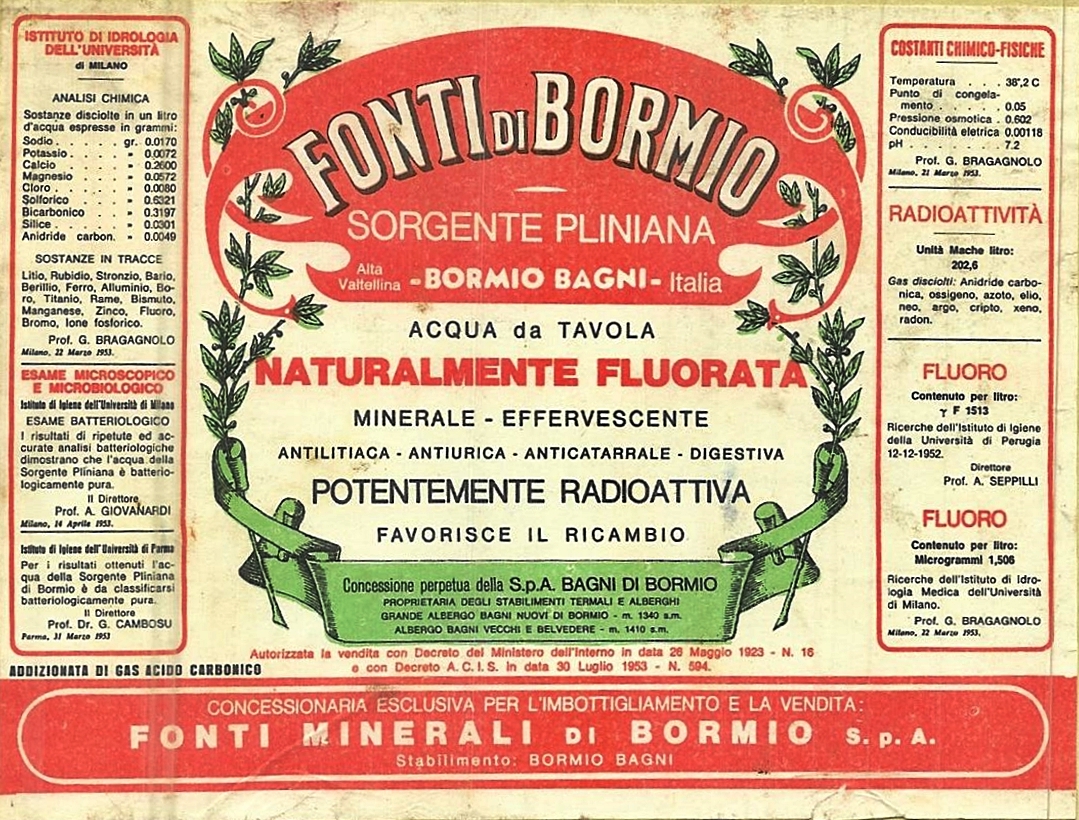 ISTITUTO DI IDROLOGIA
DELL'UNIVERSITÀ
di MILANO
ANALISI CHIMICA
Sostanze disciolte in un litro
d'acqua espresse in grammi:
Sodio . . . . . gr. 0.0170
Potassio . . . . » 0.0072
Calcio . . . . » 0.2600
Magnesio . . . » 0.0572
Cloro . . . . . » 0.0080
Solforico . . . » 0.6321
Bicarbonico . . » 0.3197
Silice . . . . . » 0.0301
Anidride carbon. » 0.0049
SOSTANZE IN TRACCE
Litio, Rubidio, Stronzio, Bario,
Berillio, Ferro, Alluminio, Bo-
ro, Titanio, Rame, Bismuto,
Manganese, Zinco, Fluoro,
Bromo, Ione fosforico.
Prof. G. BRAGAGNOLO
Milano, 22 Marzo 1953.
ESAME MICROSCOPICO
E MICROBIOLOGICO
Istituto di Igiene dell'Università di Milano
ESAME BATTERIOLOGICO
I risultati di ripetute ed ac-
curate analisi batteriologiche
dimostrano che l'acqua della
Sorgente Pliniana è batterio-
logicamente pura.
Il Direttore
Prof. A. GIOVANARDI
Milano, 14 Aprile 1953.
Istituto di Igiene dell'Università di Parma
Per i risultati ottenuti l'ac-
qua della Sorgente Pliniana
di Bormio è da classificarsi
batteriologicamente pura.
Il Direttore
Prof. Dr. G. CAMBOSU
Parma, 31 Marzo 1953
ADDIZIONATA DI GAS ACIDO CARBONICO
FONTI DI BORMIO
SORGENTE PLINIANA
Alta
Valtellina
-BORMIO BAGNI- Italia
ACQUA da TAVOLA
NATURALMENTE FLUORATA
MINERALE - EFFERVESCENTE
ANTILITIACA - ANTIURICA - ANTICATARRALE - DIGESTIVA
POTENTEMENTE RADIOATTIVA
FAVORISCE IL RICAMBIO
Concessione perpetua della S.p.A. BAGNI DI BORMIO
PROPRIETARIA DEGLI STABILIMENTI TERMALI E ALBERGHI
GRANDE ALBERGO BAGNI NUOVI DI BORMIO - m. 1340 s.m.
ALBERGO BAGNI VECCHI E BELVEDERE - m. 1410 s.m.
Autorizzata la vendita con Decreto del Ministero dell'Interno in data 26 Maggio 1923 - N. 16
e con Decreto A.C.I.S. in data 30 Luglio 1953 - N. 594.
COSTANTI CHIMICO-FISICHE
Temperatura . . . 38°,2 C
Punto di congela-
mento . . . . . 0.05
Pressione osmotica . 0.602
Conducibilità eletrica 0.00118
pH . . . . . . . 7.2
Prof. G. BRAGAGNOLO
Milano, 21 Marzo 1953.
RADIOATTIVITÀ
Unità Mache litro:
202,6
Gas disciolti: Anidride carbo-
nica, ossigeno, azoto, elio,
neo, argo, cripto, xeno,
radon.
FLUORO
Contenuto per litro:
γ F 1513
Ricerche dell'Istituto di Igiene
della Università di Perugia
12-12-1952.
Direttore
Prof. A. SEPPILLI
FLUORO
Contenuto per litro:
Microgrammi 1,506
Ricerche dell'Istituto di Idro-
logia Medica dell'Università
di Milano.
Prof. G. BRAGAGNOLO
Milano, 22 Marzo 1953.
CONCESSIONARIA ESCLUSIVA PER L'IMBOTTIGLIAMENTO E LA VENDITA:
FONTI MINERALI DI BORMIO S.p.A.
Stabilimento: BORMIO BAGNI